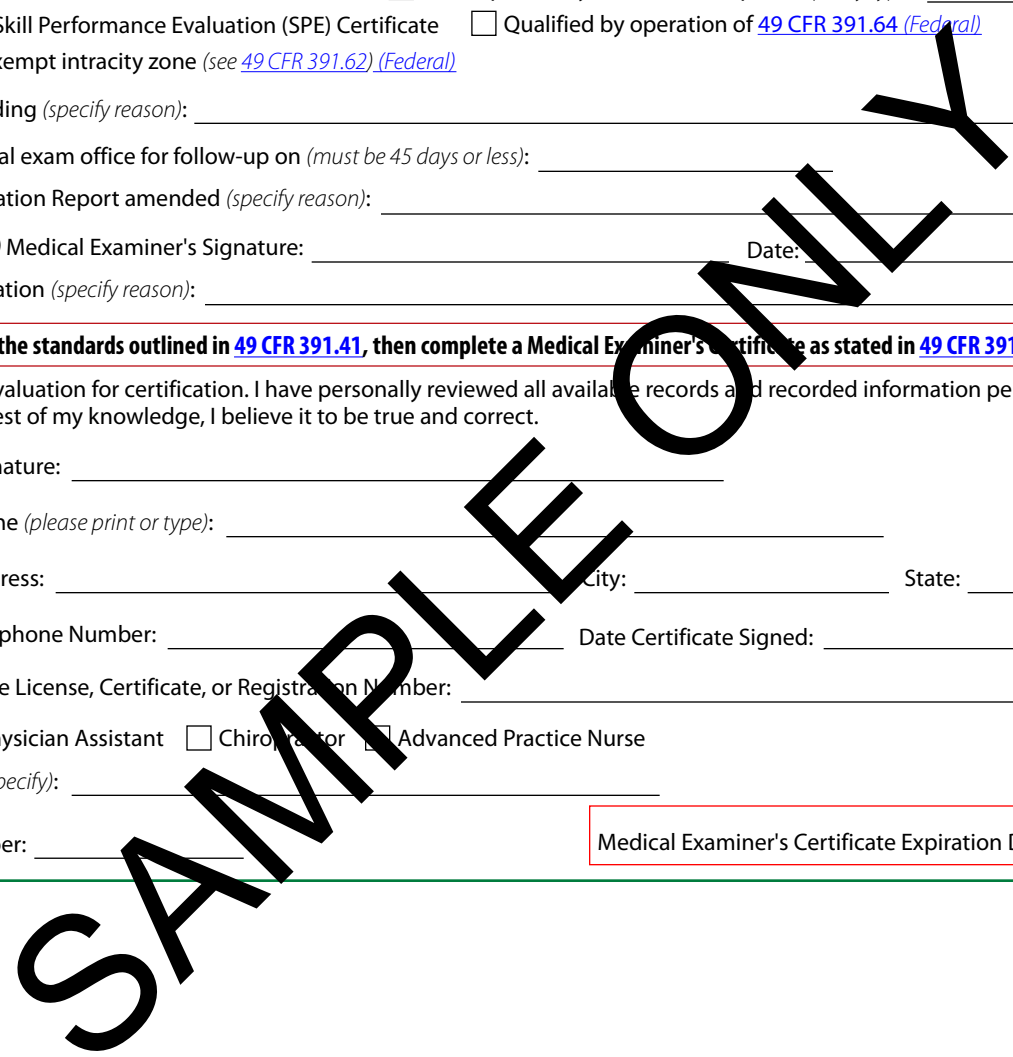 Skill Performance Evaluation (SPE) Certificate Qualified by operation of 49 CFR 391.64 (Federal)
xempt intracity zone (see 49 CFR 391.62) (Federal)
ding (specify reason):
al exam office for follow-up on (must be 45 days or less):
ation Report amended (specify reason):
) Medical Examiner's Signature: Date:
ation (specify reason):
the standards outlined in 49 CFR 391.41, then complete a Medical Examiner's Certificate as stated in 49 CFR 391
valuation for certification. I have personally reviewed all available records and recorded information pe
est of my knowledge, I believe it to be true and correct.
nature:
ne (please print or type):
ress: City: State:
phone Number: Date Certificate Signed:
e License, Certificate, or Registration Number:
ysician Assistant Chiropractor Advanced Practice Nurse
pecify):
er:
Medical Examiner's Certificate Expiration D
SAMPLE ONLY